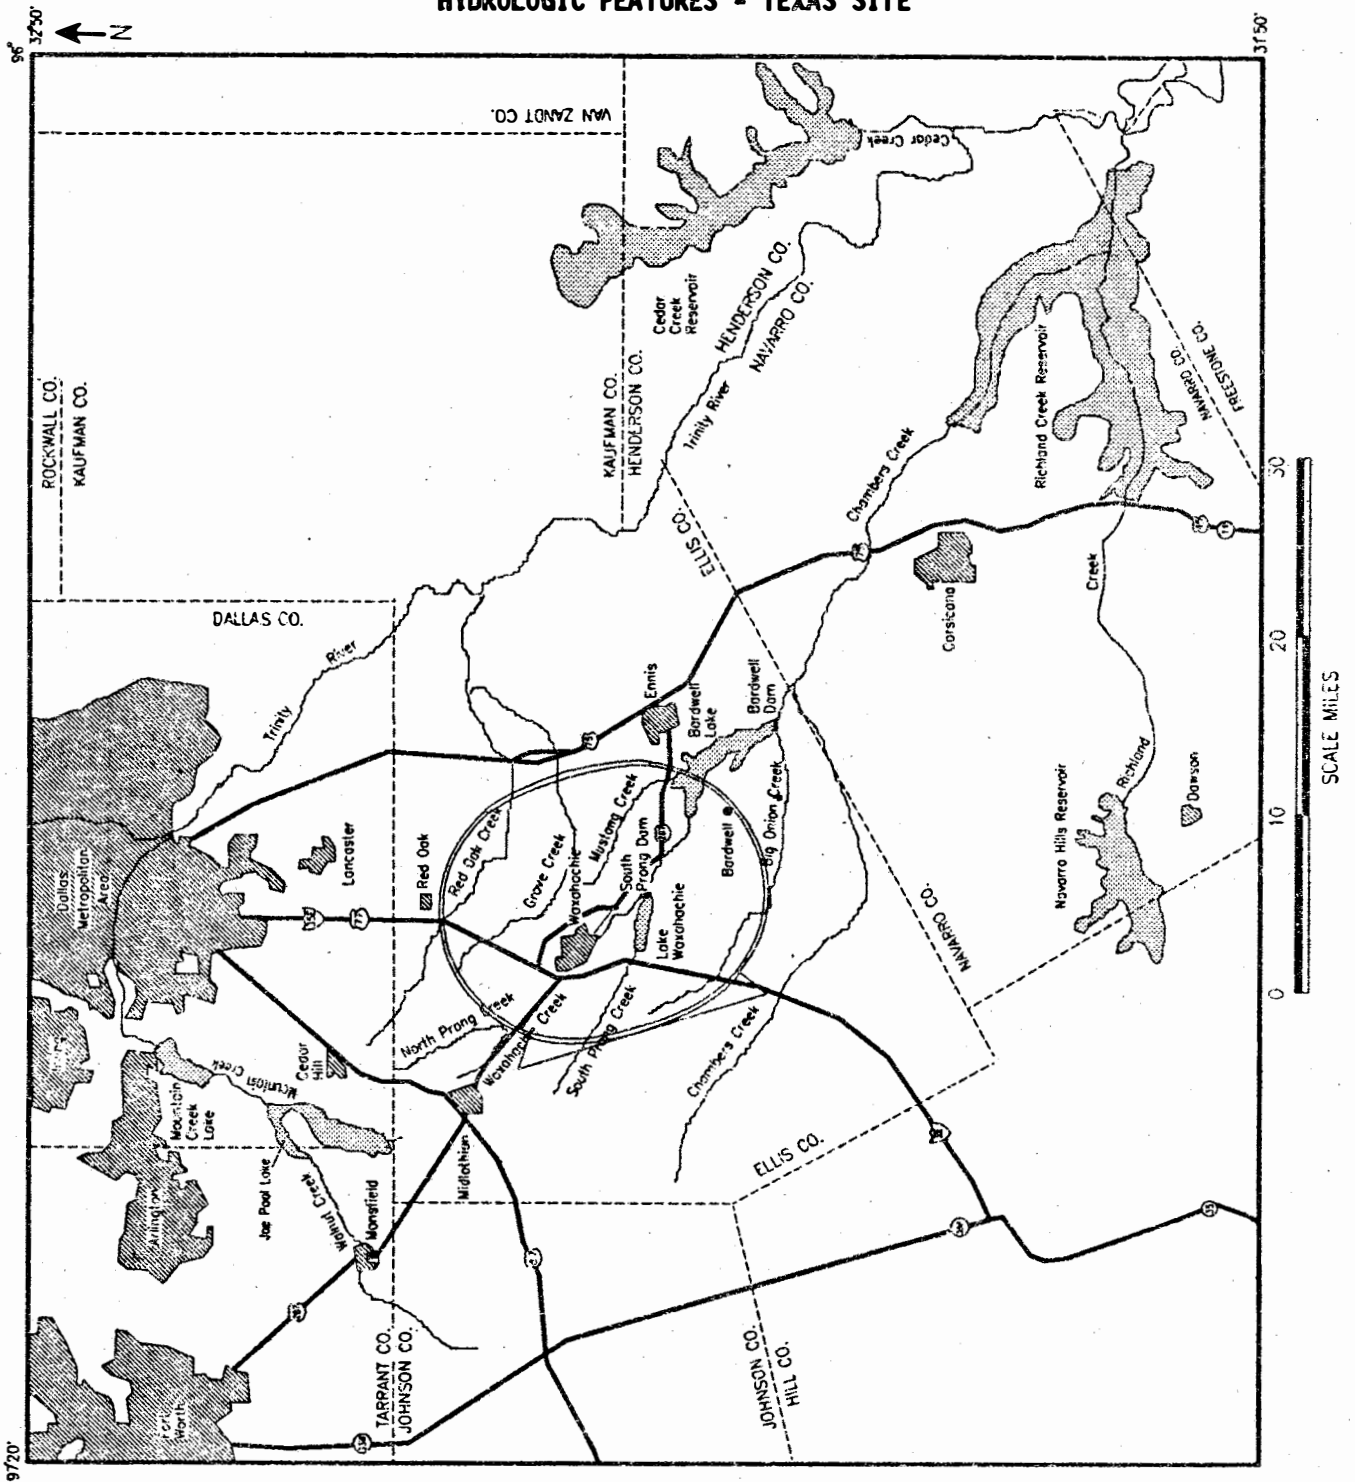 HYDROLOGIC FEATURES - TEXAS SITE
96°
32°50'
N
31°50'
97°20'
VAN ZANDT CO.
ROCKWALL CO.
KAUFMAN CO.
KAUFMAN CO.
HENDERSON CO.
Cedar Creek
Cedar
Creek
Reservoir
HENDERSON CO.
NAVARRO CO.
Trinity River
NAVARRO CO.
FREESTONE CO.
Richland Creek Reservoir
Chambers Creek
ELLIS CO.
DALLAS CO.
Trinity
River
Corsicana
Creek
Richland
Ennis
Bardwell
Lake
Bardwell
Dam
Dallas
Metropolitan
Area
Lancaster
Red Oak
Red Oak Creek
Grove Creek
Mustang Creek
Waxahachie
South
Prong Dam
Lake
Waxahachie
Bardwell
Big Onion Creek
Navarro Hills Reservoir
Dawson
NAVARRO CO.
77
North Prong Creek
Waxahachie Creek
South Prong Creek
Chambers Creek
Cedar
Hill
Mountain Creek
Mountain
Creek
Lake
Joe Pool Lake
Walnut Creek
Arlington
Mansfield
Midlothian
ELLIS CO.
TARRANT CO.
JOHNSON CO.
JOHNSON CO.
HILL CO.
Fort
Worth
35
0
10
20
30
SCALE MILES